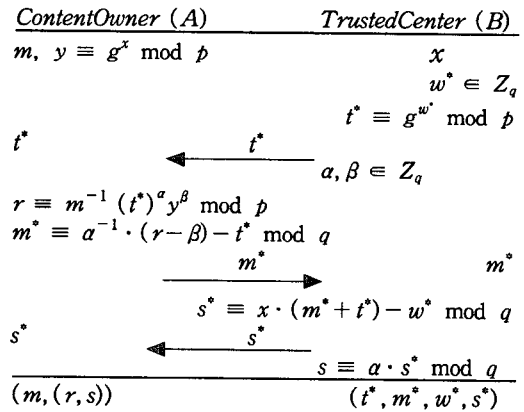 ContentOwner (A) TrustedCenter (B)
m, y ≡ g^x mod p x
w* ∈ Z_q
t* ≡ g^{w*} mod p
t* t*
α, β ∈ Z_q
r ≡ m^{-1} (t*)^α y^β mod p
m* ≡ α^{-1} · (r−β) − t* mod q
m* m*
s* ≡ x · (m* + t*) − w* mod q
s* s*
s ≡ α · s* mod q
(m, (r, s)) (t*, m*, w*, s*)